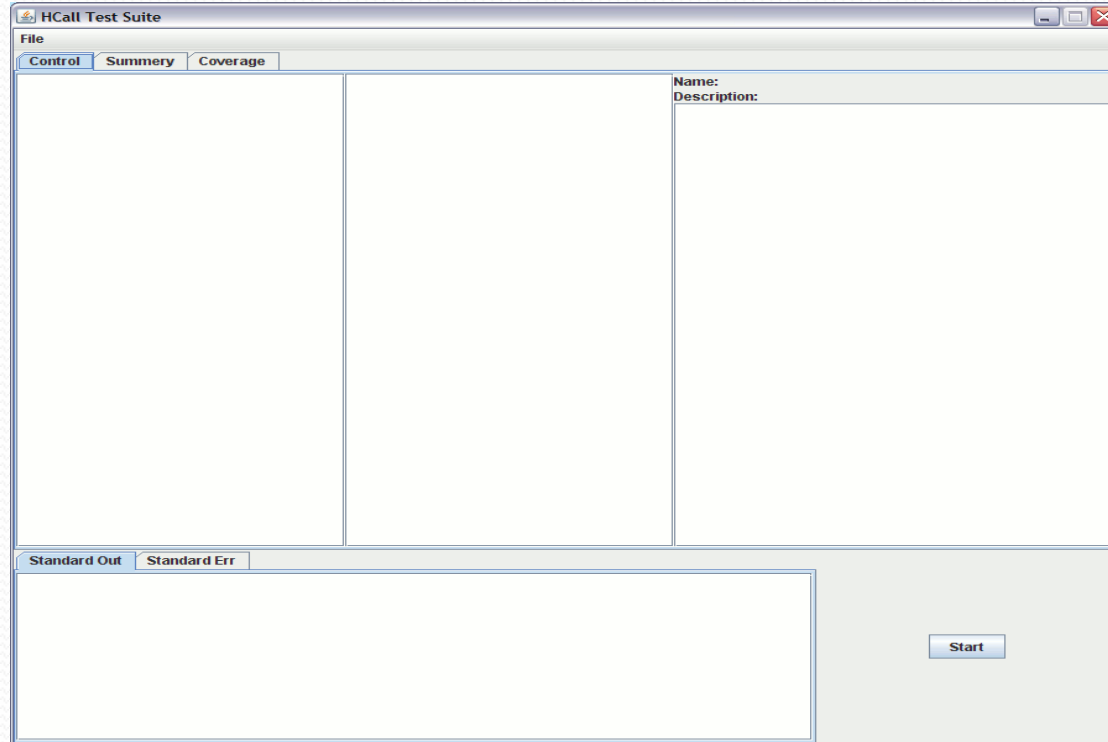 HCall Test Suite
File
Control Summery Coverage
Name:
Description:
Standard Out Standard Err
Start